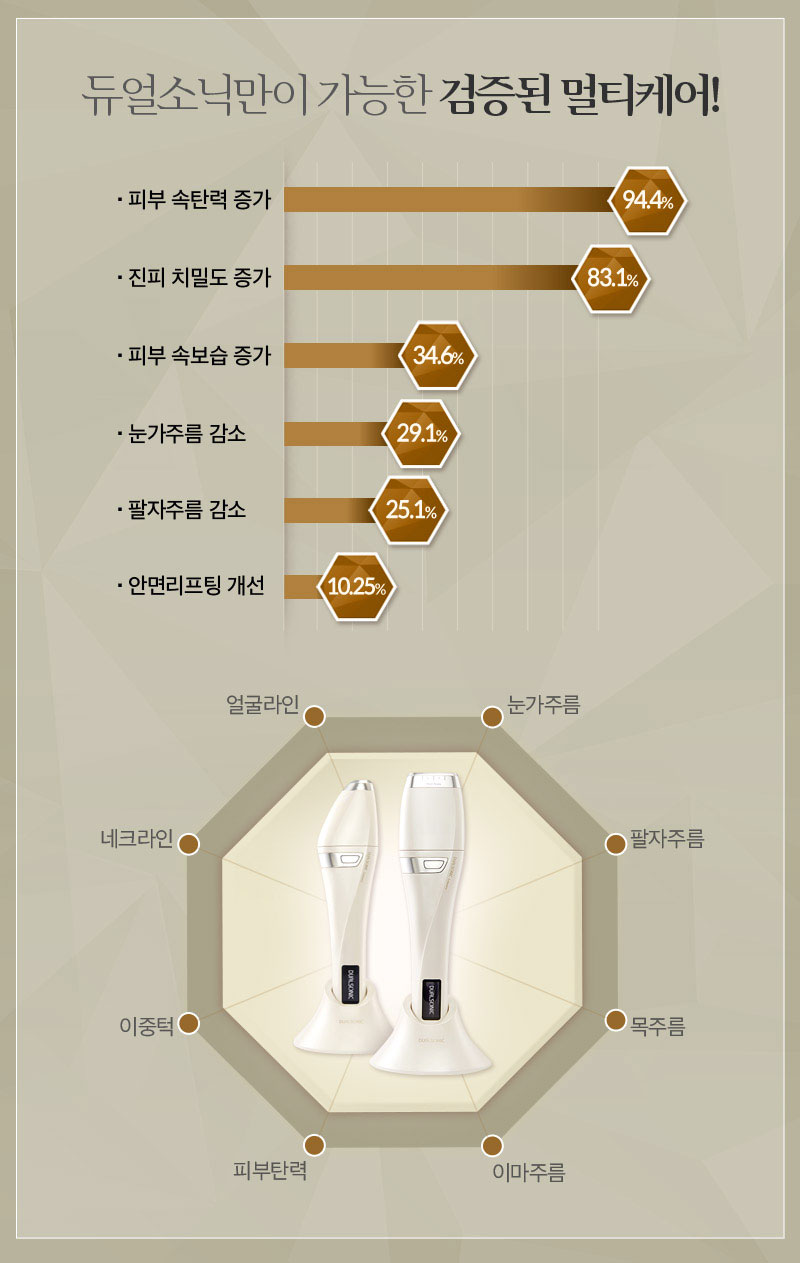 듀얼소닉만이 가능한 검증된 멀티케어!
· 피부 속탄력 증가 94.4%
· 진피 치밀도 증가 83.1%
· 피부 속보습 증가 34.6%
· 눈가주름 감소 29.1%
· 팔자주름 감소 25.1%
· 안면리프팅 개선 10.25%
얼굴라인 눈가주름
네크라인 팔자주름
DUALSONIC DUALSONIC
DUALSONIC DUALSONIC
이중턱 목주름
피부탄력 이마주름